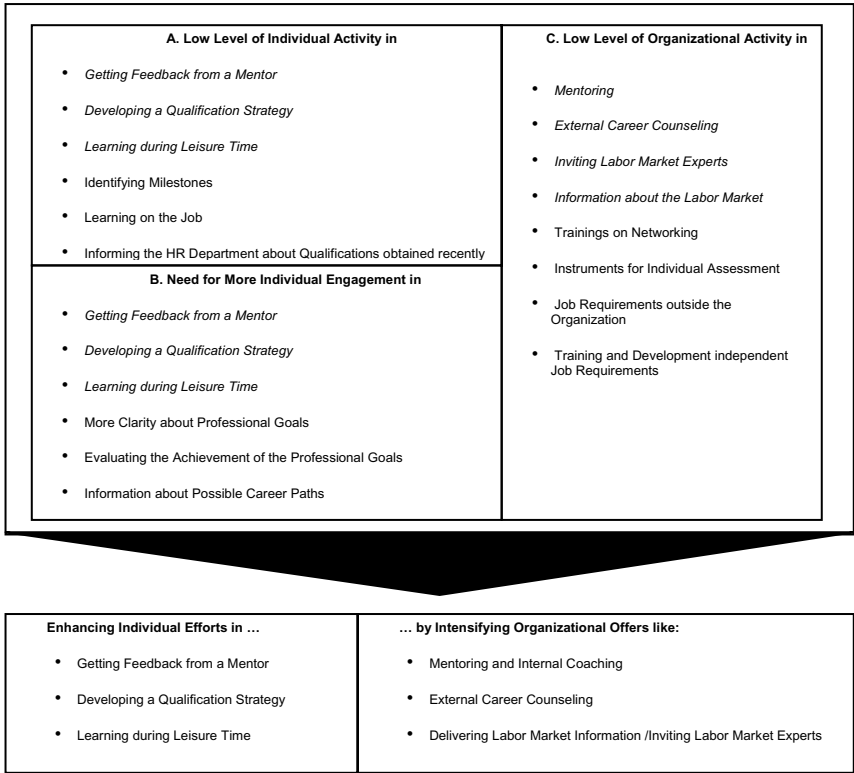 A. Low Level of Individual Activity in
• Getting Feedback from a Mentor
• Developing a Qualification Strategy
• Learning during Leisure Time
• Identifying Milestones
• Learning on the Job
• Informing the HR Department about Qualifications obtained recently
B. Need for More Individual Engagement in
• Getting Feedback from a Mentor
• Developing a Qualification Strategy
• Learning during Leisure Time
• More Clarity about Professional Goals
• Evaluating the Achievement of the Professional Goals
• Information about Possible Career Paths
C. Low Level of Organizational Activity in
• Mentoring
• External Career Counseling
• Inviting Labor Market Experts
• Information about the Labor Market
• Trainings on Networking
• Instruments for Individual Assessment
• Job Requirements outside the
Organization
• Training and Development independent
Job Requirements
Enhancing Individual Efforts in …
• Getting Feedback from a Mentor
• Developing a Qualification Strategy
• Learning during Leisure Time
… by Intensifying Organizational Offers like:
• Mentoring and Internal Coaching
• External Career Counseling
• Delivering Labor Market Information /Inviting Labor Market Experts